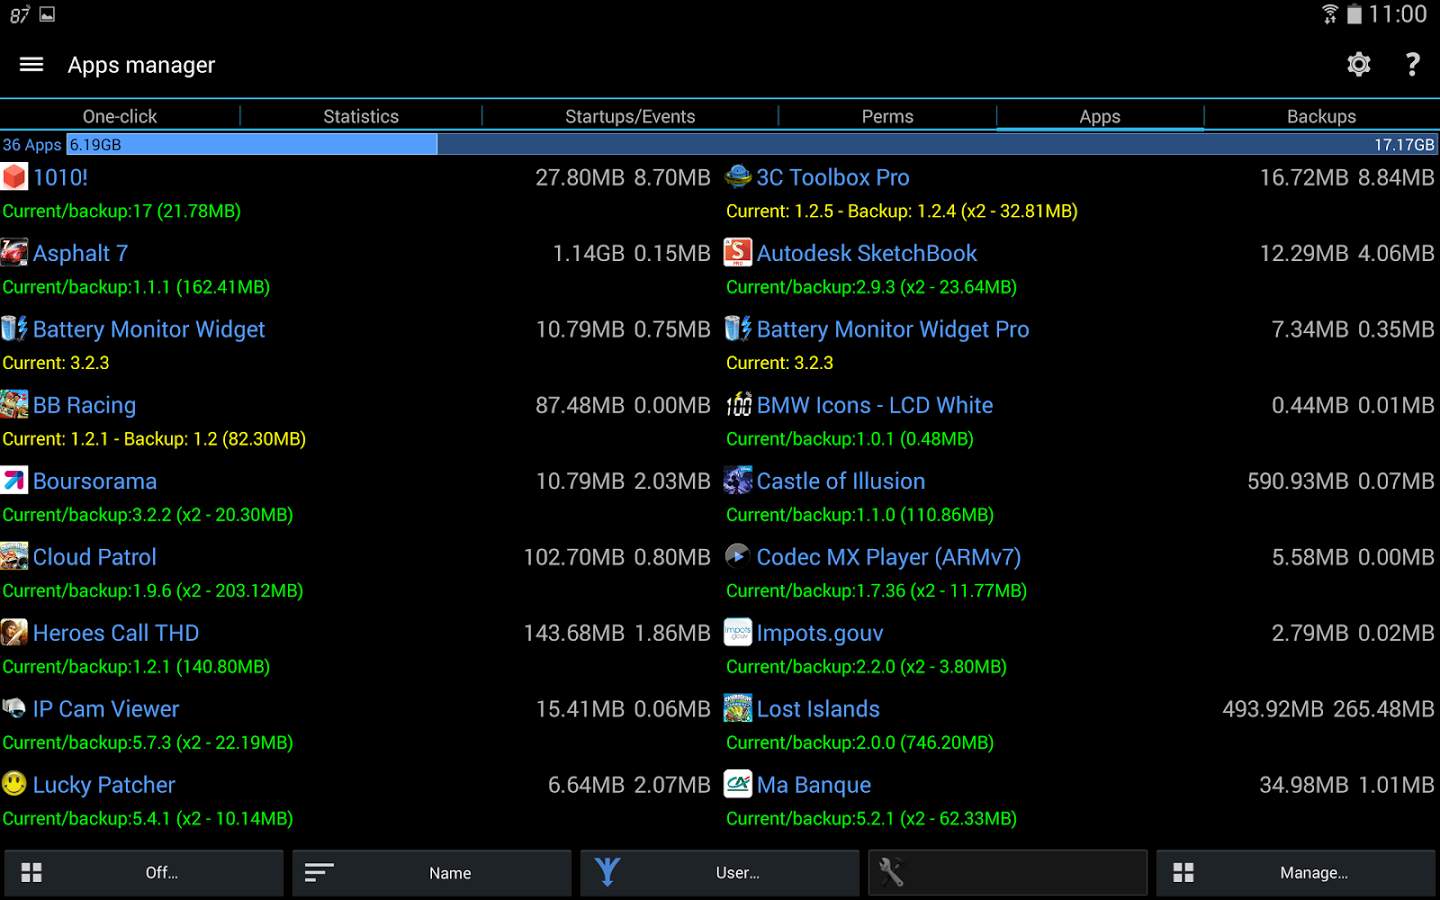 87 11:00
Apps manager ?
One-click Statistics Startups/Events Perms Apps Backups
36 Apps 6.19GB 17.17GB
1010! 27.80MB 8.70MB 3C Toolbox Pro 16.72MB 8.84MB
Current/backup:17 (21.78MB) Current: 1.2.5 - Backup: 1.2.4 (x2 - 32.81MB)
Asphalt 7 1.14GB 0.15MB Autodesk SketchBook 12.29MB 4.06MB
Current/backup:1.1.1 (162.41MB) Current/backup:2.9.3 (x2 - 23.64MB)
Battery Monitor Widget 10.79MB 0.75MB Battery Monitor Widget Pro 7.34MB 0.35MB
Current: 3.2.3 Current: 3.2.3
BB Racing 87.48MB 0.00MB 100 BMW Icons - LCD White 0.44MB 0.01MB
Current: 1.2.1 - Backup: 1.2 (82.30MB) Current/backup:1.0.1 (0.48MB)
Boursorama 10.79MB 2.03MB Castle of Illusion 590.93MB 0.07MB
Current/backup:3.2.2 (x2 - 20.30MB) Current/backup:1.1.0 (110.86MB)
Cloud Patrol 102.70MB 0.80MB Codec MX Player (ARMv7) 5.58MB 0.00MB
Current/backup:1.9.6 (x2 - 203.12MB) Current/backup:1.7.36 (x2 - 11.77MB)
Heroes Call THD 143.68MB 1.86MB impots gouv Impots.gouv 2.79MB 0.02MB
Current/backup:1.2.1 (140.80MB) Current/backup:2.2.0 (x2 - 3.80MB)
IP Cam Viewer 15.41MB 0.06MB Lost Islands 493.92MB 265.48MB
Current/backup:5.7.3 (x2 - 22.19MB) Current/backup:2.0.0 (746.20MB)
Lucky Patcher 6.64MB 2.07MB CA Ma Banque 34.98MB 1.01MB
Current/backup:5.4.1 (x2 - 10.14MB) Current/backup:5.2.1 (x2 - 62.33MB)
Off... Name User... Manage...